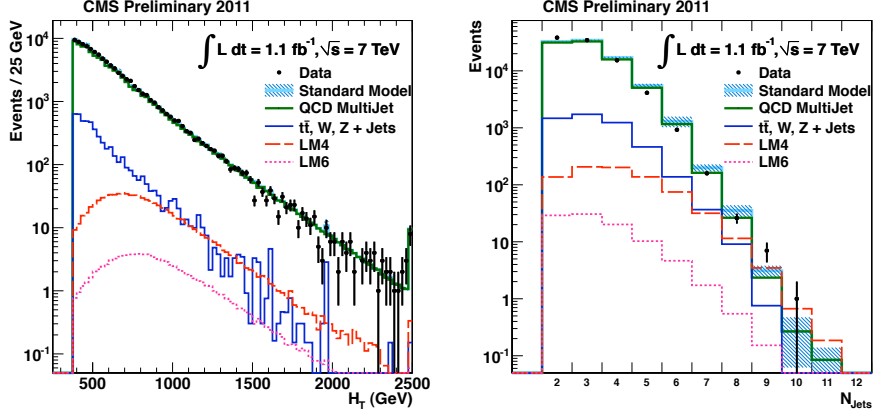 CMS Preliminary 2011
Events / 25 GeV
∫ L dt = 1.1 fb⁻¹, √s = 7 TeV
Data
Standard Model
QCD MultiJet
tt̄, W, Z + Jets
LM4
LM6
10⁴
10³
10²
10
1
10⁻¹
500 1000 1500 2000 2500
H_T (GeV)
CMS Preliminary 2011
Events
∫ L dt = 1.1 fb⁻¹, √s = 7 TeV
Data
Standard Model
QCD MultiJet
tt̄, W, Z + Jets
LM4
LM6
10⁵
10⁴
10³
10²
10
1
10⁻¹
2 3 4 5 6 7 8 9 10 11 12
N_Jets